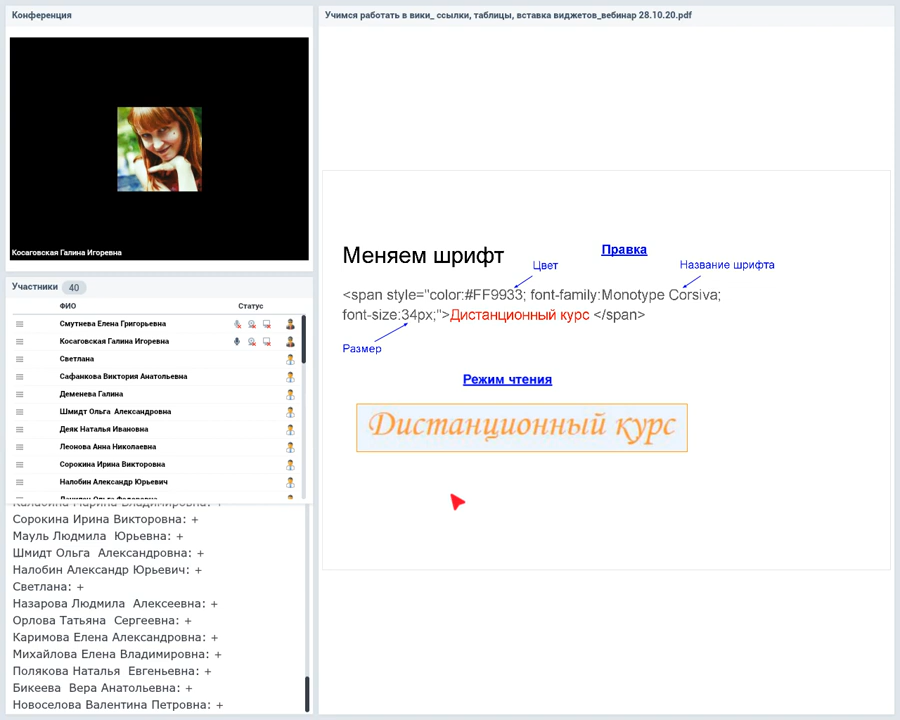 Конференция
Косаговская Галина Игоревна
Участники 40
ФИО Статус
Смутнева Елена Григорьевна
Косаговская Галина Игоревна
Светлана
Сафанкова Виктория Анатольевна
Деменева Галина
Шмидт Ольга Александровна
Деяк Наталья Ивановна
Леонова Анна Николаевна
Сорокина Ирина Викторовна
Налобин Александр Юрьевич
Сорокина Ирина Викторовна: +
Мауль Людмила Юрьевна: +
Шмидт Ольга Александровна: +
Налобин Александр Юрьевич: +
Светлана: +
Назарова Людмила Алексеевна: +
Орлова Татьяна Сергеевна: +
Каримова Елена Александровна: +
Михайлова Елена Владимировна: +
Полякова Наталья Евгеньевна: +
Бикеева Вера Анатольевна: +
Новоселова Валентина Петровна: +
Учимся работать в вики_ ссылки, таблицы, вставка виджетов_вебинар 28.10.20.pdf
Меняем шрифт
Правка
Цвет
Название шрифта
<span style="color:#FF9933; font-family:Monotype Corsiva;
font-size:34px;">Дистанционный курс </span>
Размер
Режим чтения
Дистанционный курс